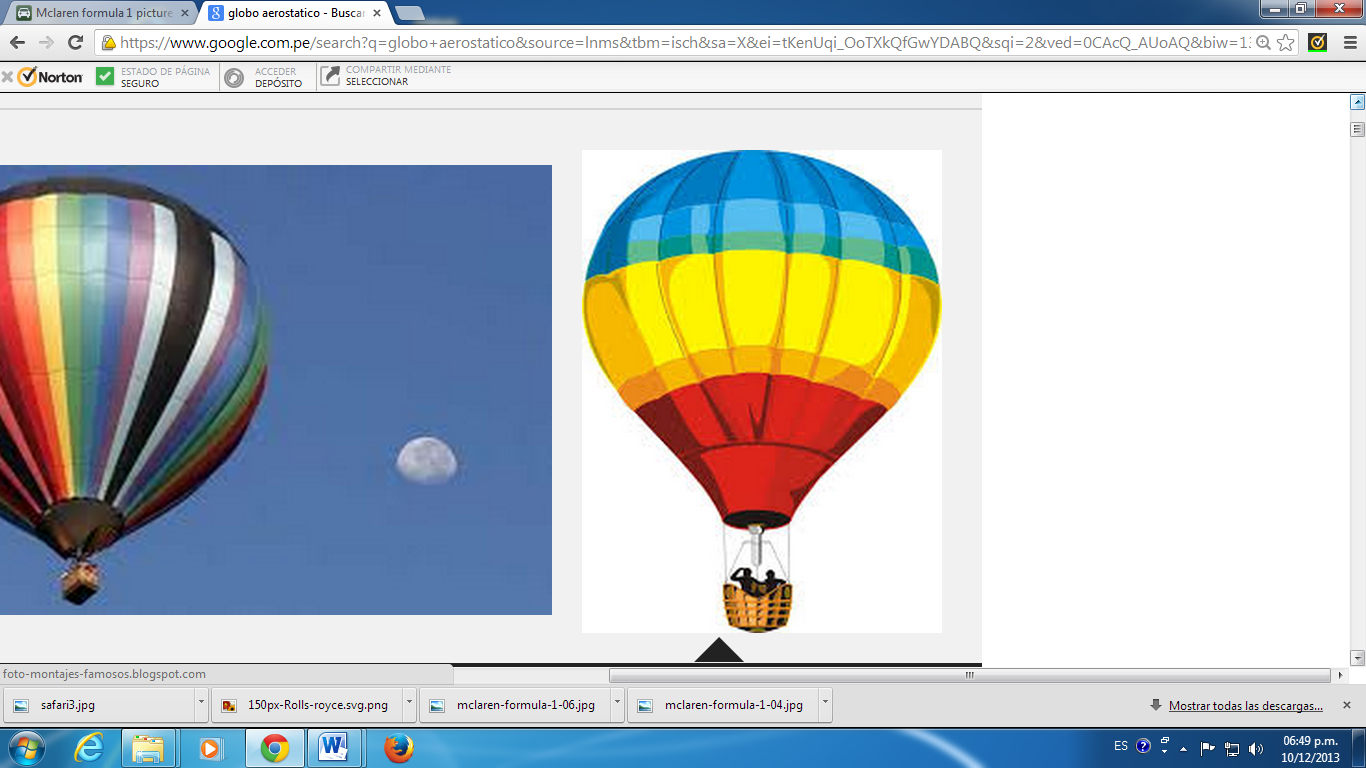 Mclaren formula 1 picture
globo aerostatico - Busca
https://www.google.com.pe/search?q=globo+aerostatico&source=lnms&tbm=isch&sa=X&ei=tKenUqi_OoTXkQfGwYDABQ&sqi=2&ved=0CAcQ_AUoAQ&biw=13
Norton
ESTADO DE PÁGINA
SEGURO
ACCEDER
DEPÓSITO
COMPARTIR MEDIANTE
SELECCIONAR
foto-montajes-famosos.blogspot.com
safari3.jpg
150px-Rolls-royce.svg.png
mclaren-formula-1-06.jpg
mclaren-formula-1-04.jpg
Mostrar todas las descargas...
ES
06:49 p.m.
10/12/2013